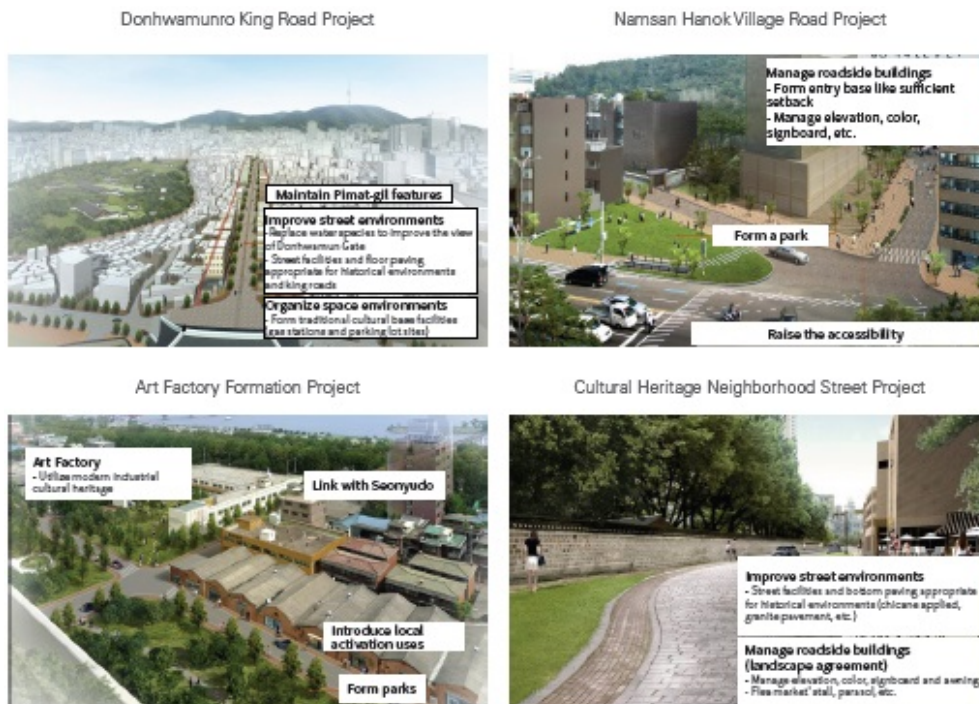 Donhwamunro King Road Project
Namsan Hanok Village Road Project
Maintain Pimat-gil features
Improve street environments
- Replace water species to improve the view
of Donhwamun Gate
- Street facilities and floor paving
appropriate for historical environments
and king roads
Organize space environments
- Form traditional cultural base facilities
(gas stations and parking lot sites)
Manage roadside buildings
- Form entry base like sufficient
setback
- Manage elevation, color,
signboard, etc.
Form a park
Raise the accessibility
Art Factory Formation Project
Cultural Heritage Neighborhood Street Project
Art Factory
- Utilize modern industrial
cultural heritage
Link with Seonyudo
Introduce local
activation uses
Form parks
Improve street environments
- Street facilities and bottom paving appropriate
for historical environments (chicane applied,
granite pavement, etc.)
Manage roadside buildings
(landscape agreement)
- Manage elevation, color, signboard and awning
- Flea market' stall, parasol, etc.